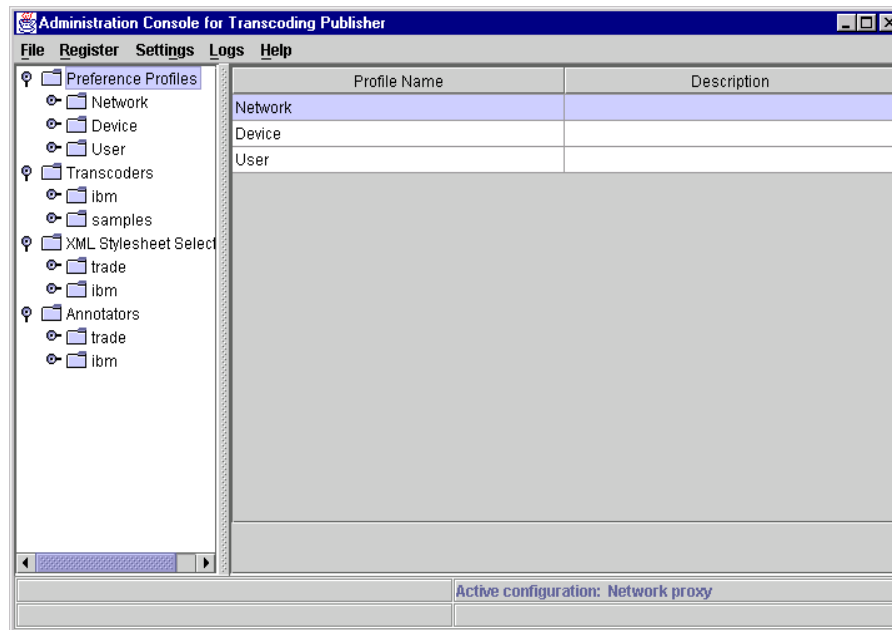 Administration Console for Transcoding Publisher
File Register Settings Logs Help
Preference Profiles
Network
Device
User
Transcoders
ibm
samples
XML Stylesheet Select
trade
ibm
Annotators
trade
ibm
Profile Name Description
Network
Device
User
Active configuration: Network proxy